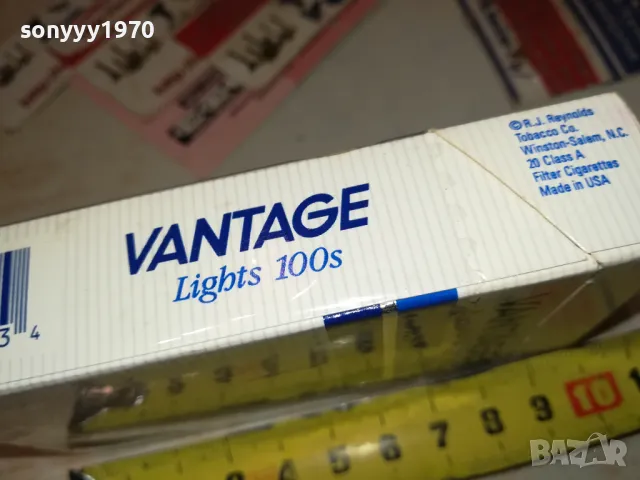 sonyyy1970
© R.J. Reynolds
Tobacco Co.
Winston-Salem, N.C.
20 Class A
Filter Cigarettes
Made in USA
VANTAGE
Lights 100s
3 4
3 4 5 6 7 8 9 10 1
BAZAR